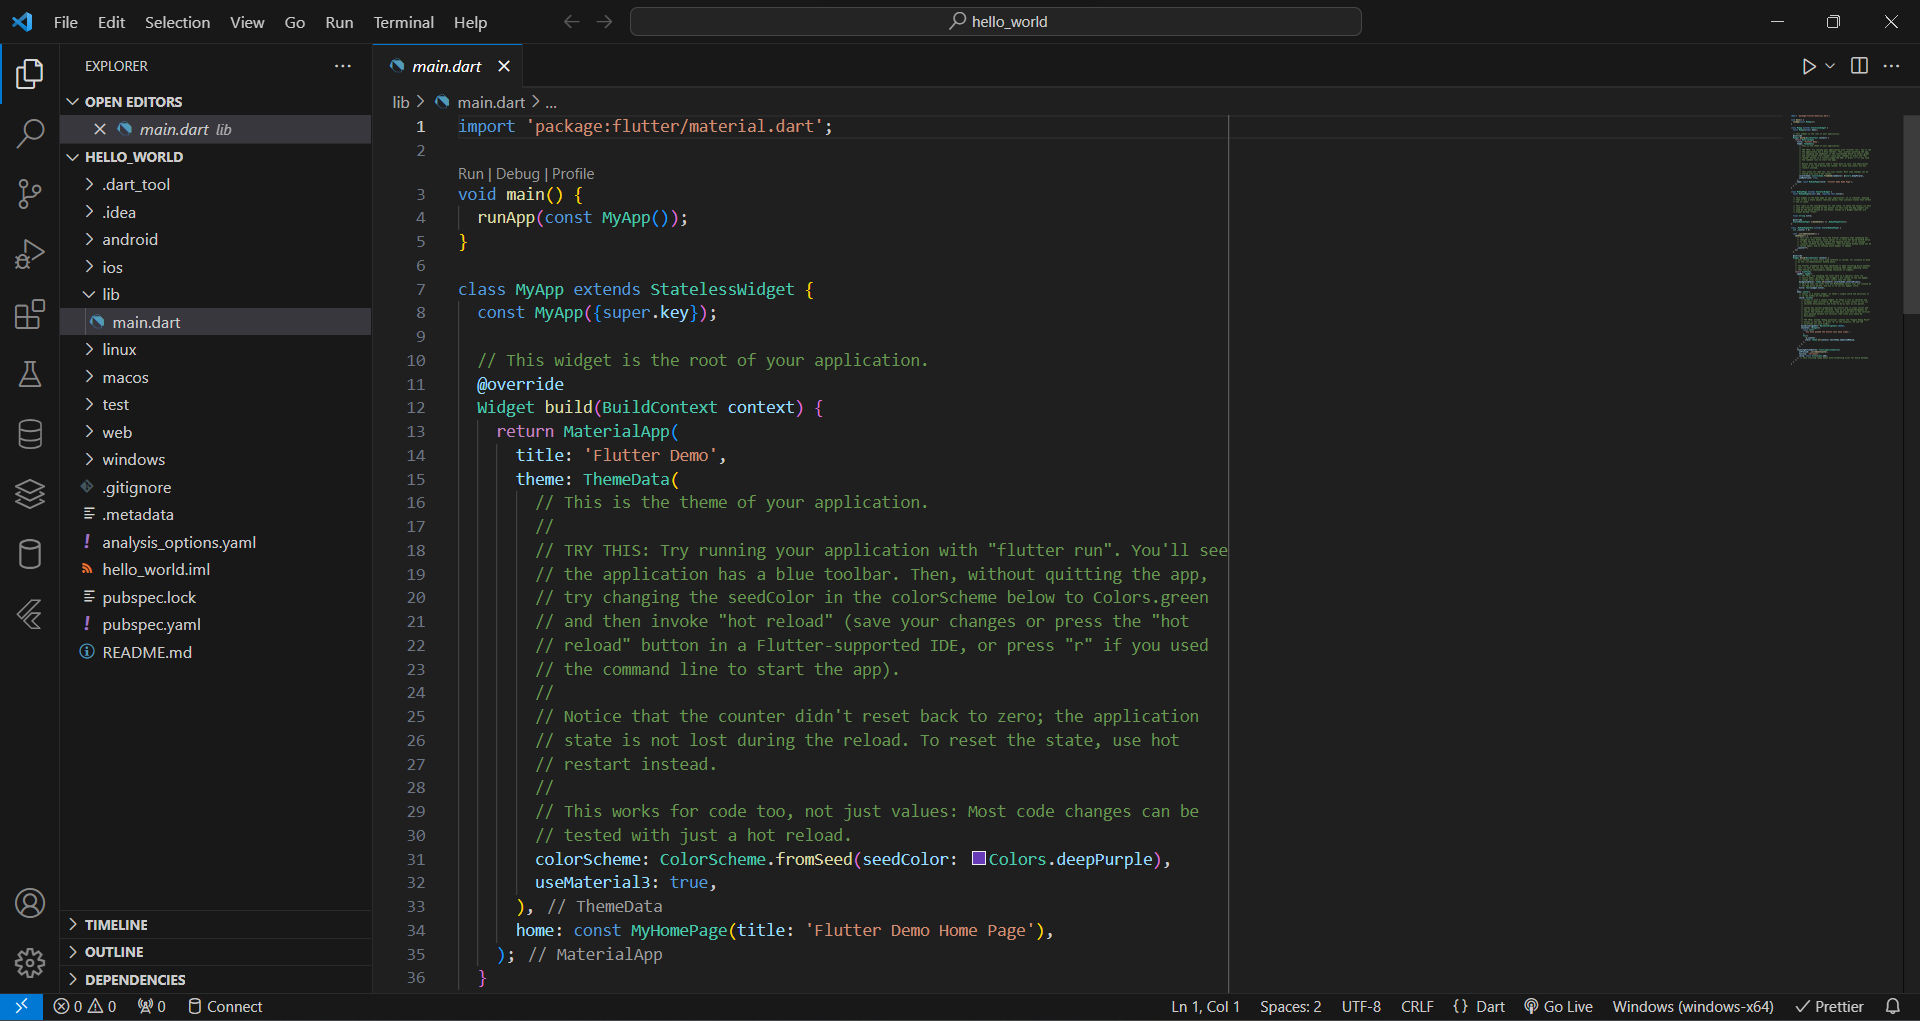 File Edit Selection View Go Run Terminal Help
hello_world
EXPLORER
OPEN EDITORS
main.dart lib
HELLO_WORLD
.dart_tool
.idea
android
ios
lib
main.dart
linux
macos
test
web
windows
.gitignore
.metadata
analysis_options.yaml
hello_world.iml
pubspec.lock
pubspec.yaml
README.md
TIMELINE
OUTLINE
DEPENDENCIES
main.dart
lib > main.dart > ...
1 import 'package:flutter/material.dart';
2
Run | Debug | Profile
3 void main() {
4   runApp(const MyApp());
5 }
6
7 class MyApp extends StatelessWidget {
8   const MyApp({super.key});
9
10   // This widget is the root of your application.
11   @override
12   Widget build(BuildContext context) {
13     return MaterialApp(
14       title: 'Flutter Demo',
15       theme: ThemeData(
16         // This is the theme of your application.
17         //
18         // TRY THIS: Try running your application with "flutter run". You'll see
19         // the application has a blue toolbar. Then, without quitting the app,
20         // try changing the seedColor in the colorScheme below to Colors.green
21         // and then invoke "hot reload" (save your changes or press the "hot
22         // reload" button in a Flutter-supported IDE, or press "r" if you used
23         // the command line to start the app).
24         //
25         // Notice that the counter didn't reset back to zero; the application
26         // state is not lost during the reload. To reset the state, use hot
27         // restart instead.
28         //
29         // This works for code too, not just values: Most code changes can be
30         // tested with just a hot reload.
31         colorScheme: ColorScheme.fromSeed(seedColor: Colors.deepPurple),
32         useMaterial3: true,
33       ), // ThemeData
34       home: const MyHomePage(title: 'Flutter Demo Home Page'),
35     ); // MaterialApp
36   }
0 0 0 Connect
Ln 1, Col 1 Spaces: 2 UTF-8 CRLF {} Dart Go Live Windows (windows-x64) Prettier